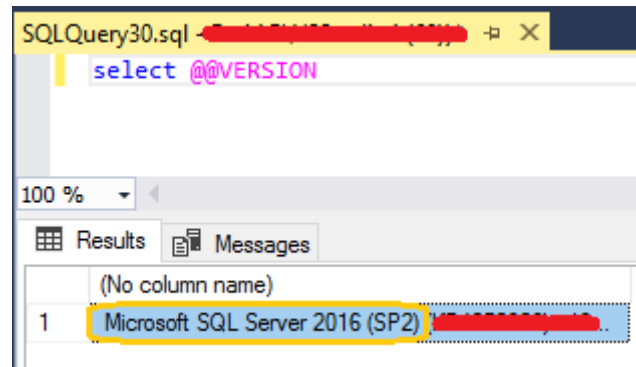 SQLQuery30.sql -
select @@VERSION
100 %
Results Messages
(No column name)
1 Microsoft SQL Server 2016 (SP2)